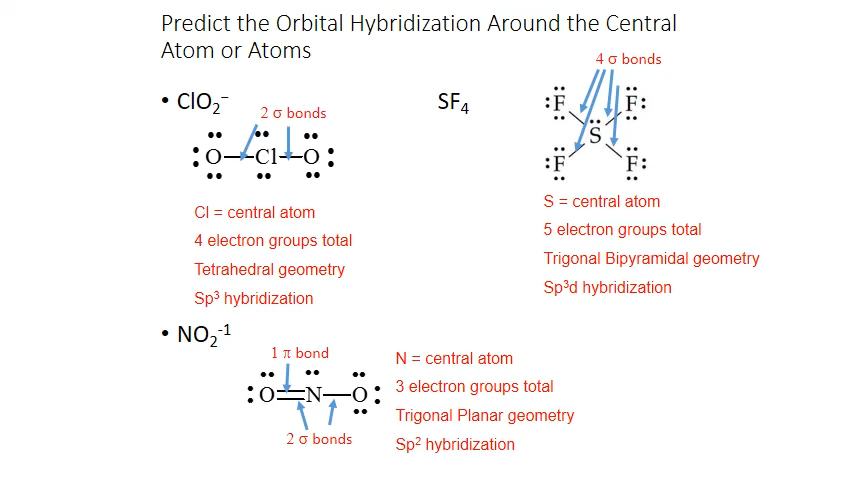 Predict the Orbital Hybridization Around the Central
Atom or Atoms
• ClO₂⁻
2 σ bonds
:O—Cl—O:
Cl = central atom
4 electron groups total
Tetrahedral geometry
Sp³ hybridization
SF₄
4 σ bonds
:F F:
S
:F F:
S = central atom
5 electron groups total
Trigonal Bipyramidal geometry
Sp³d hybridization
• NO₂⁻¹
1 π bond
:O=N—O:
2 σ bonds
N = central atom
3 electron groups total
Trigonal Planar geometry
Sp² hybridization